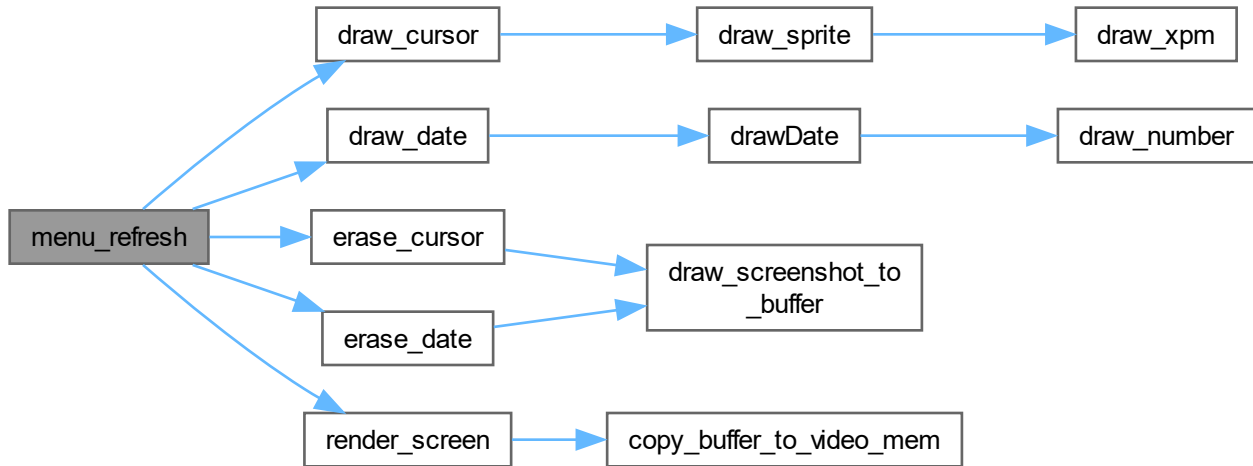 draw_cursor
draw_sprite
draw_xpm
draw_date
drawDate
draw_number
menu_refresh
erase_cursor
draw_screenshot_to
_buffer
erase_date
render_screen
copy_buffer_to_video_mem